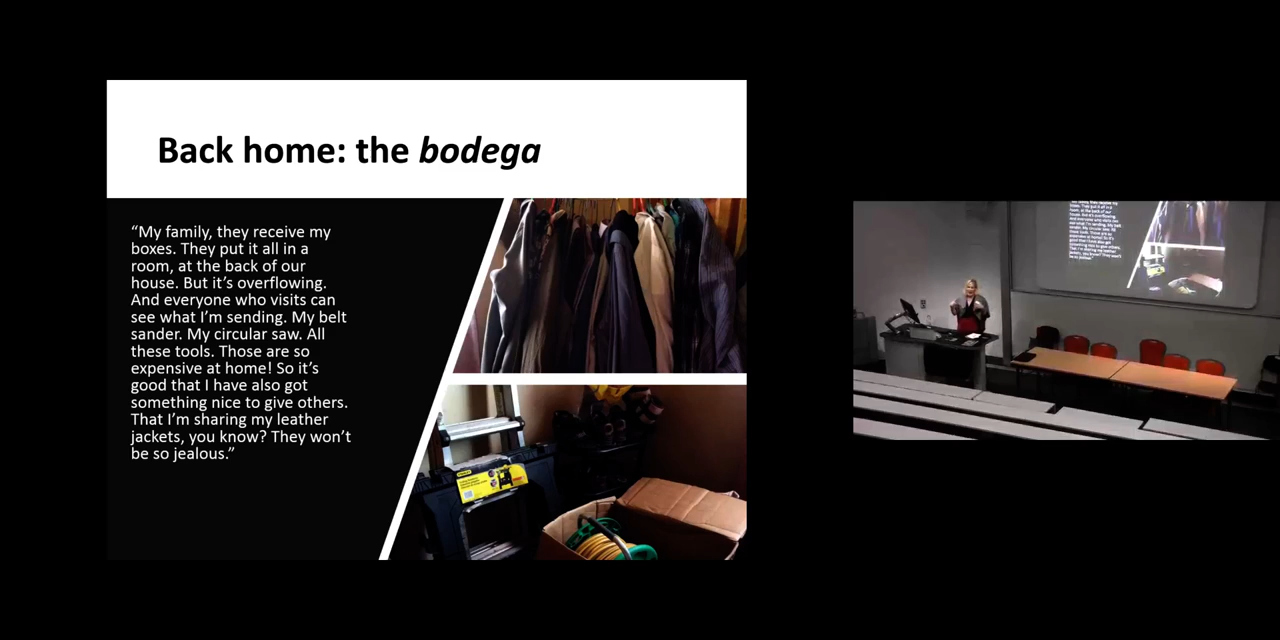 Back home: the bodega
“My family, they receive my
boxes. They put it all in a
room, at the back of our
house. But it’s overflowing.
And everyone who visits can
see what I’m sending. My belt
sander. My circular saw. All
these tools. Those are so
expensive at home! So it’s
good that I have also got
something nice to give others.
That I’m sharing my leather
jackets, you know? They won’t
be so jealous.”